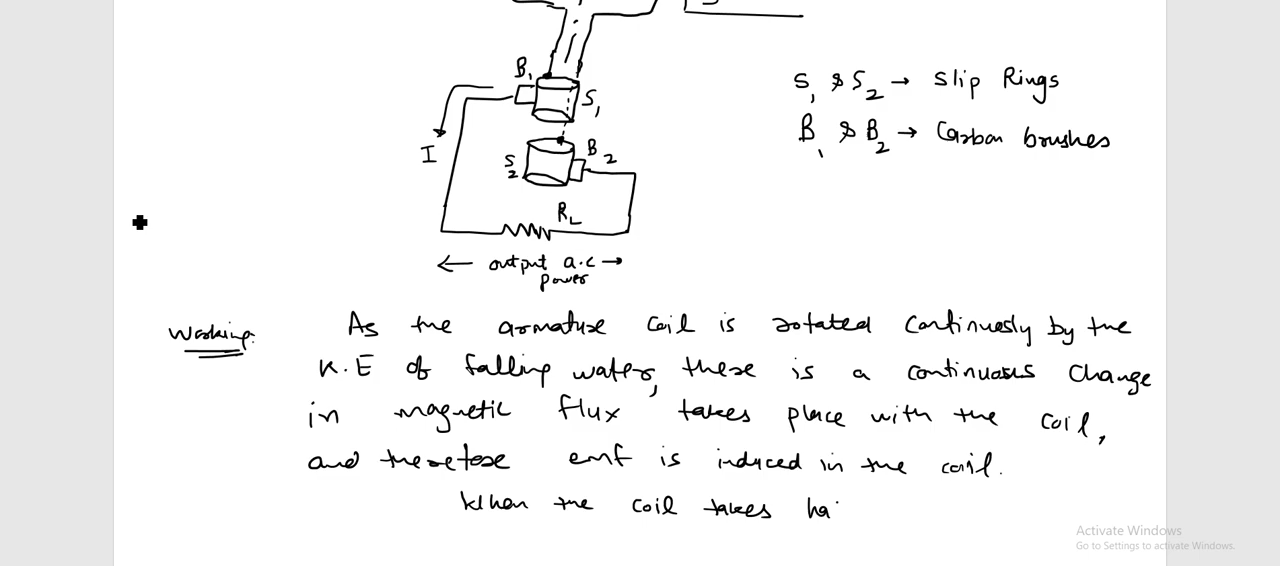 B1
S1
S1 & S2 → Slip Rings
B1 & B2 → Carbon brushes
I
S2
B2
RL
← output a.c →
power
Working:
As the armature coil is rotated continuosly by the
K.E of falling water, there is a continuous change
in magnetic flux takes place with the coil,
and therefore emf is induced in the coil.
When the coil takes ha
Activate Windows
Go to Settings to activate Windows.